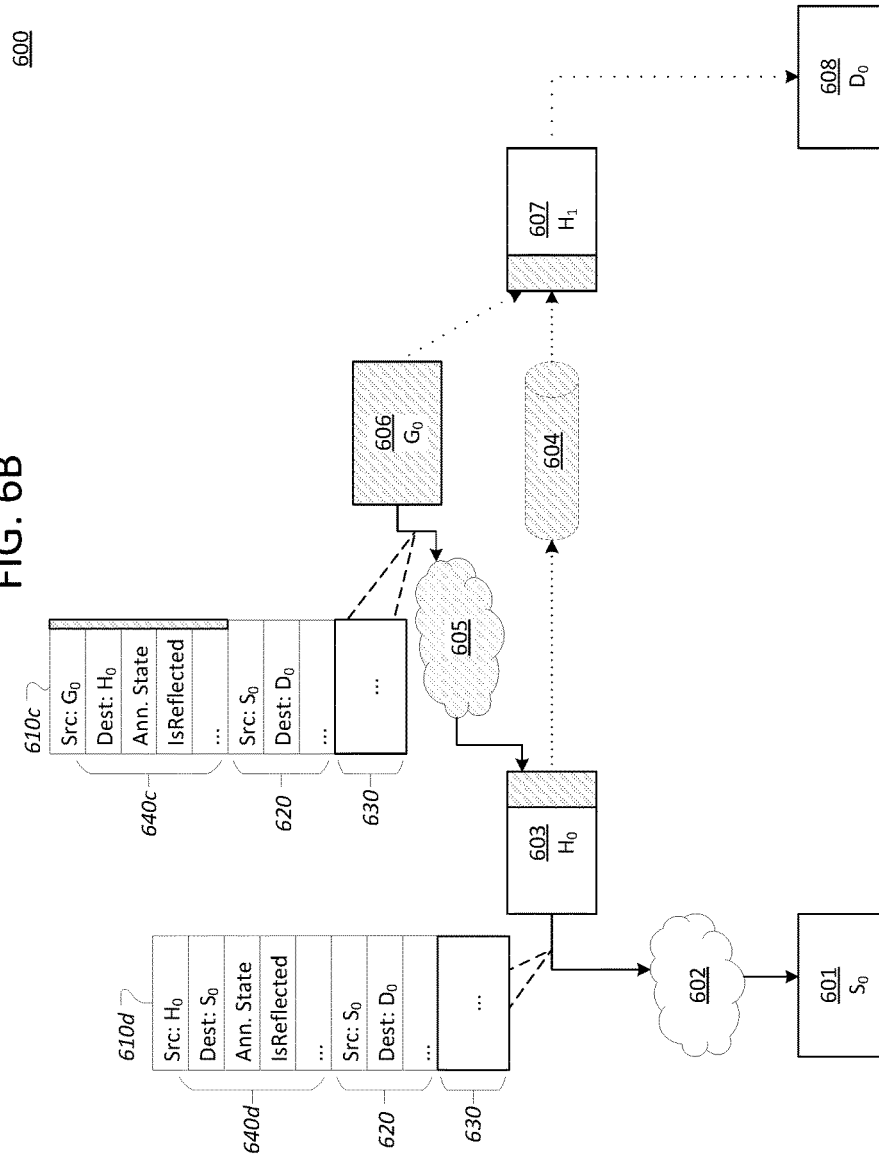 600
FIG. 6B
610c
Src: G₀
Dest: H₀
Ann. State
IsReflected
...
Src: S₀
Dest: D₀
...
...
640c
620
630
610d
Src: H₀
Dest: S₀
Ann. State
IsReflected
...
Src: S₀
Dest: D₀
...
...
640d
620
630
606
G₀
605
604
607
H₁
608
D₀
603
H₀
602
601
S₀